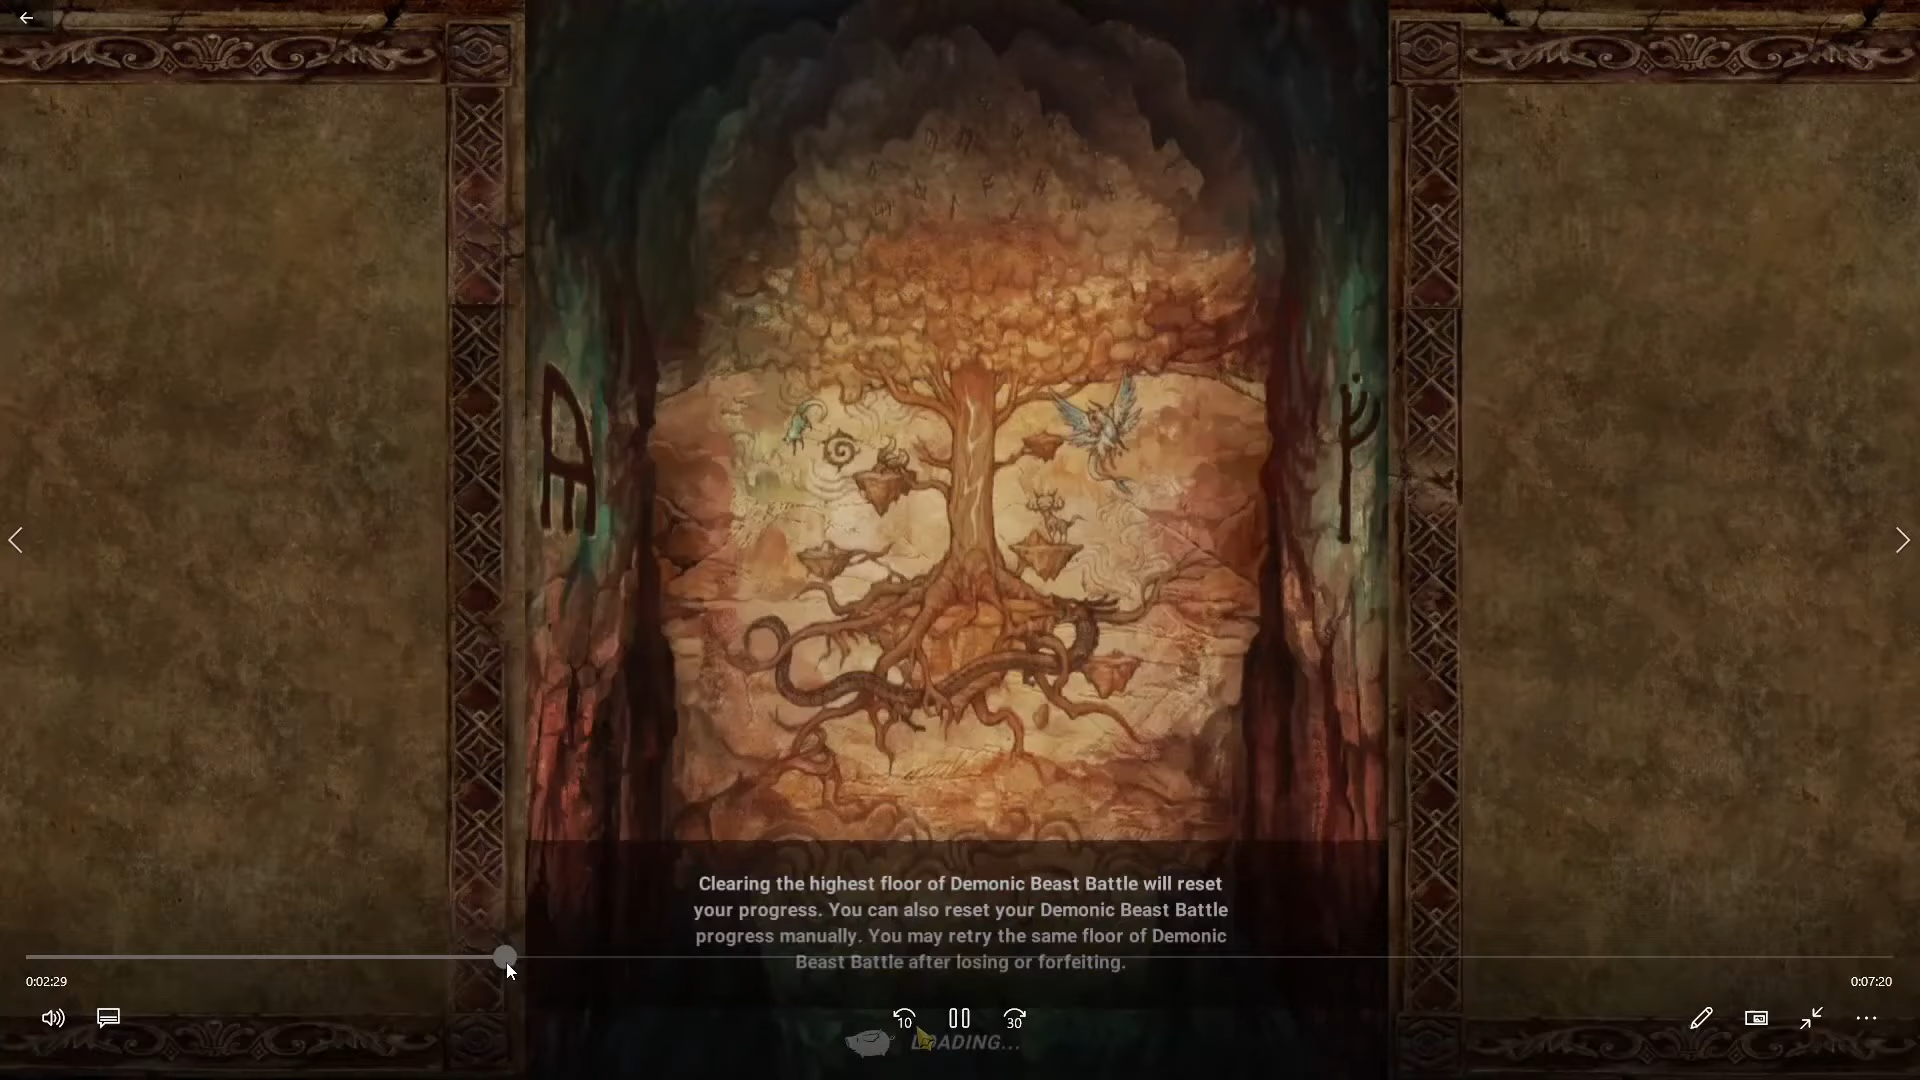 Clearing the highest floor of Demonic Beast Battle will reset
your progress. You can also reset your Demonic Beast Battle
progress manually. You may retry the same floor of Demonic
Beast Battle after losing or forfeiting.
0:02:29
0:07:20
10
30
LOADING...